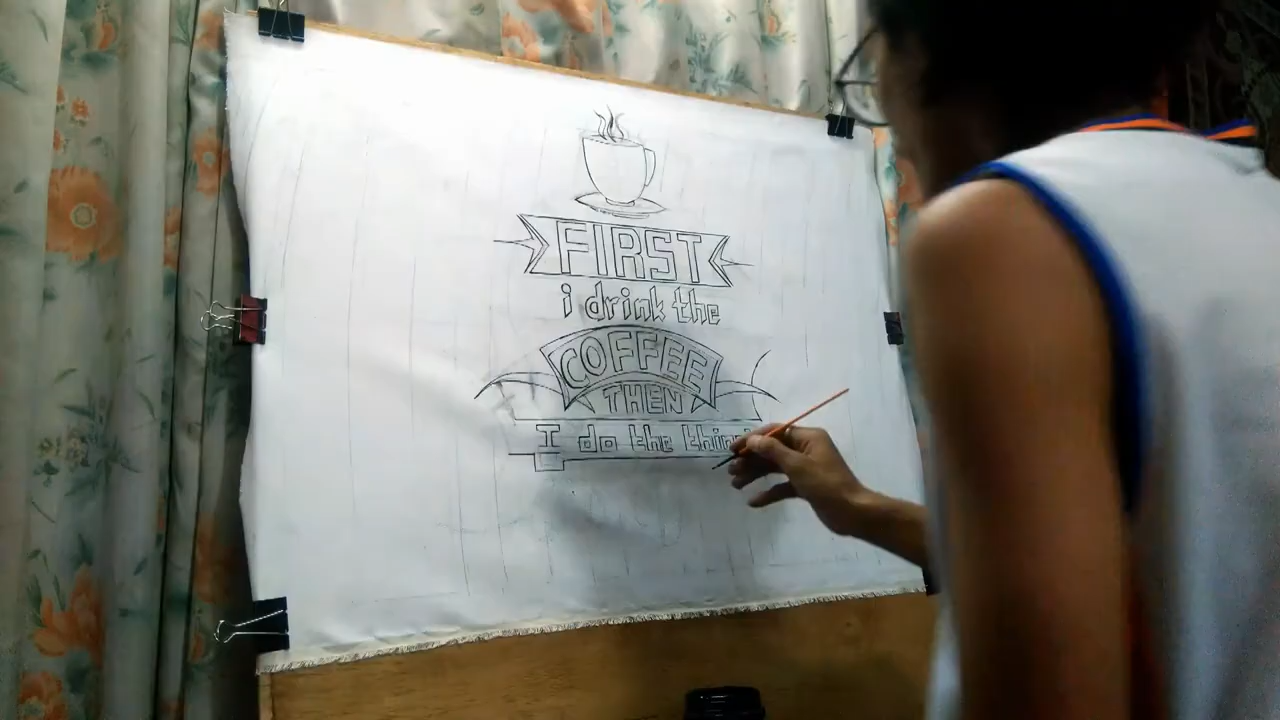 FIRST
i drink the
COFFEE
THEN
I do the